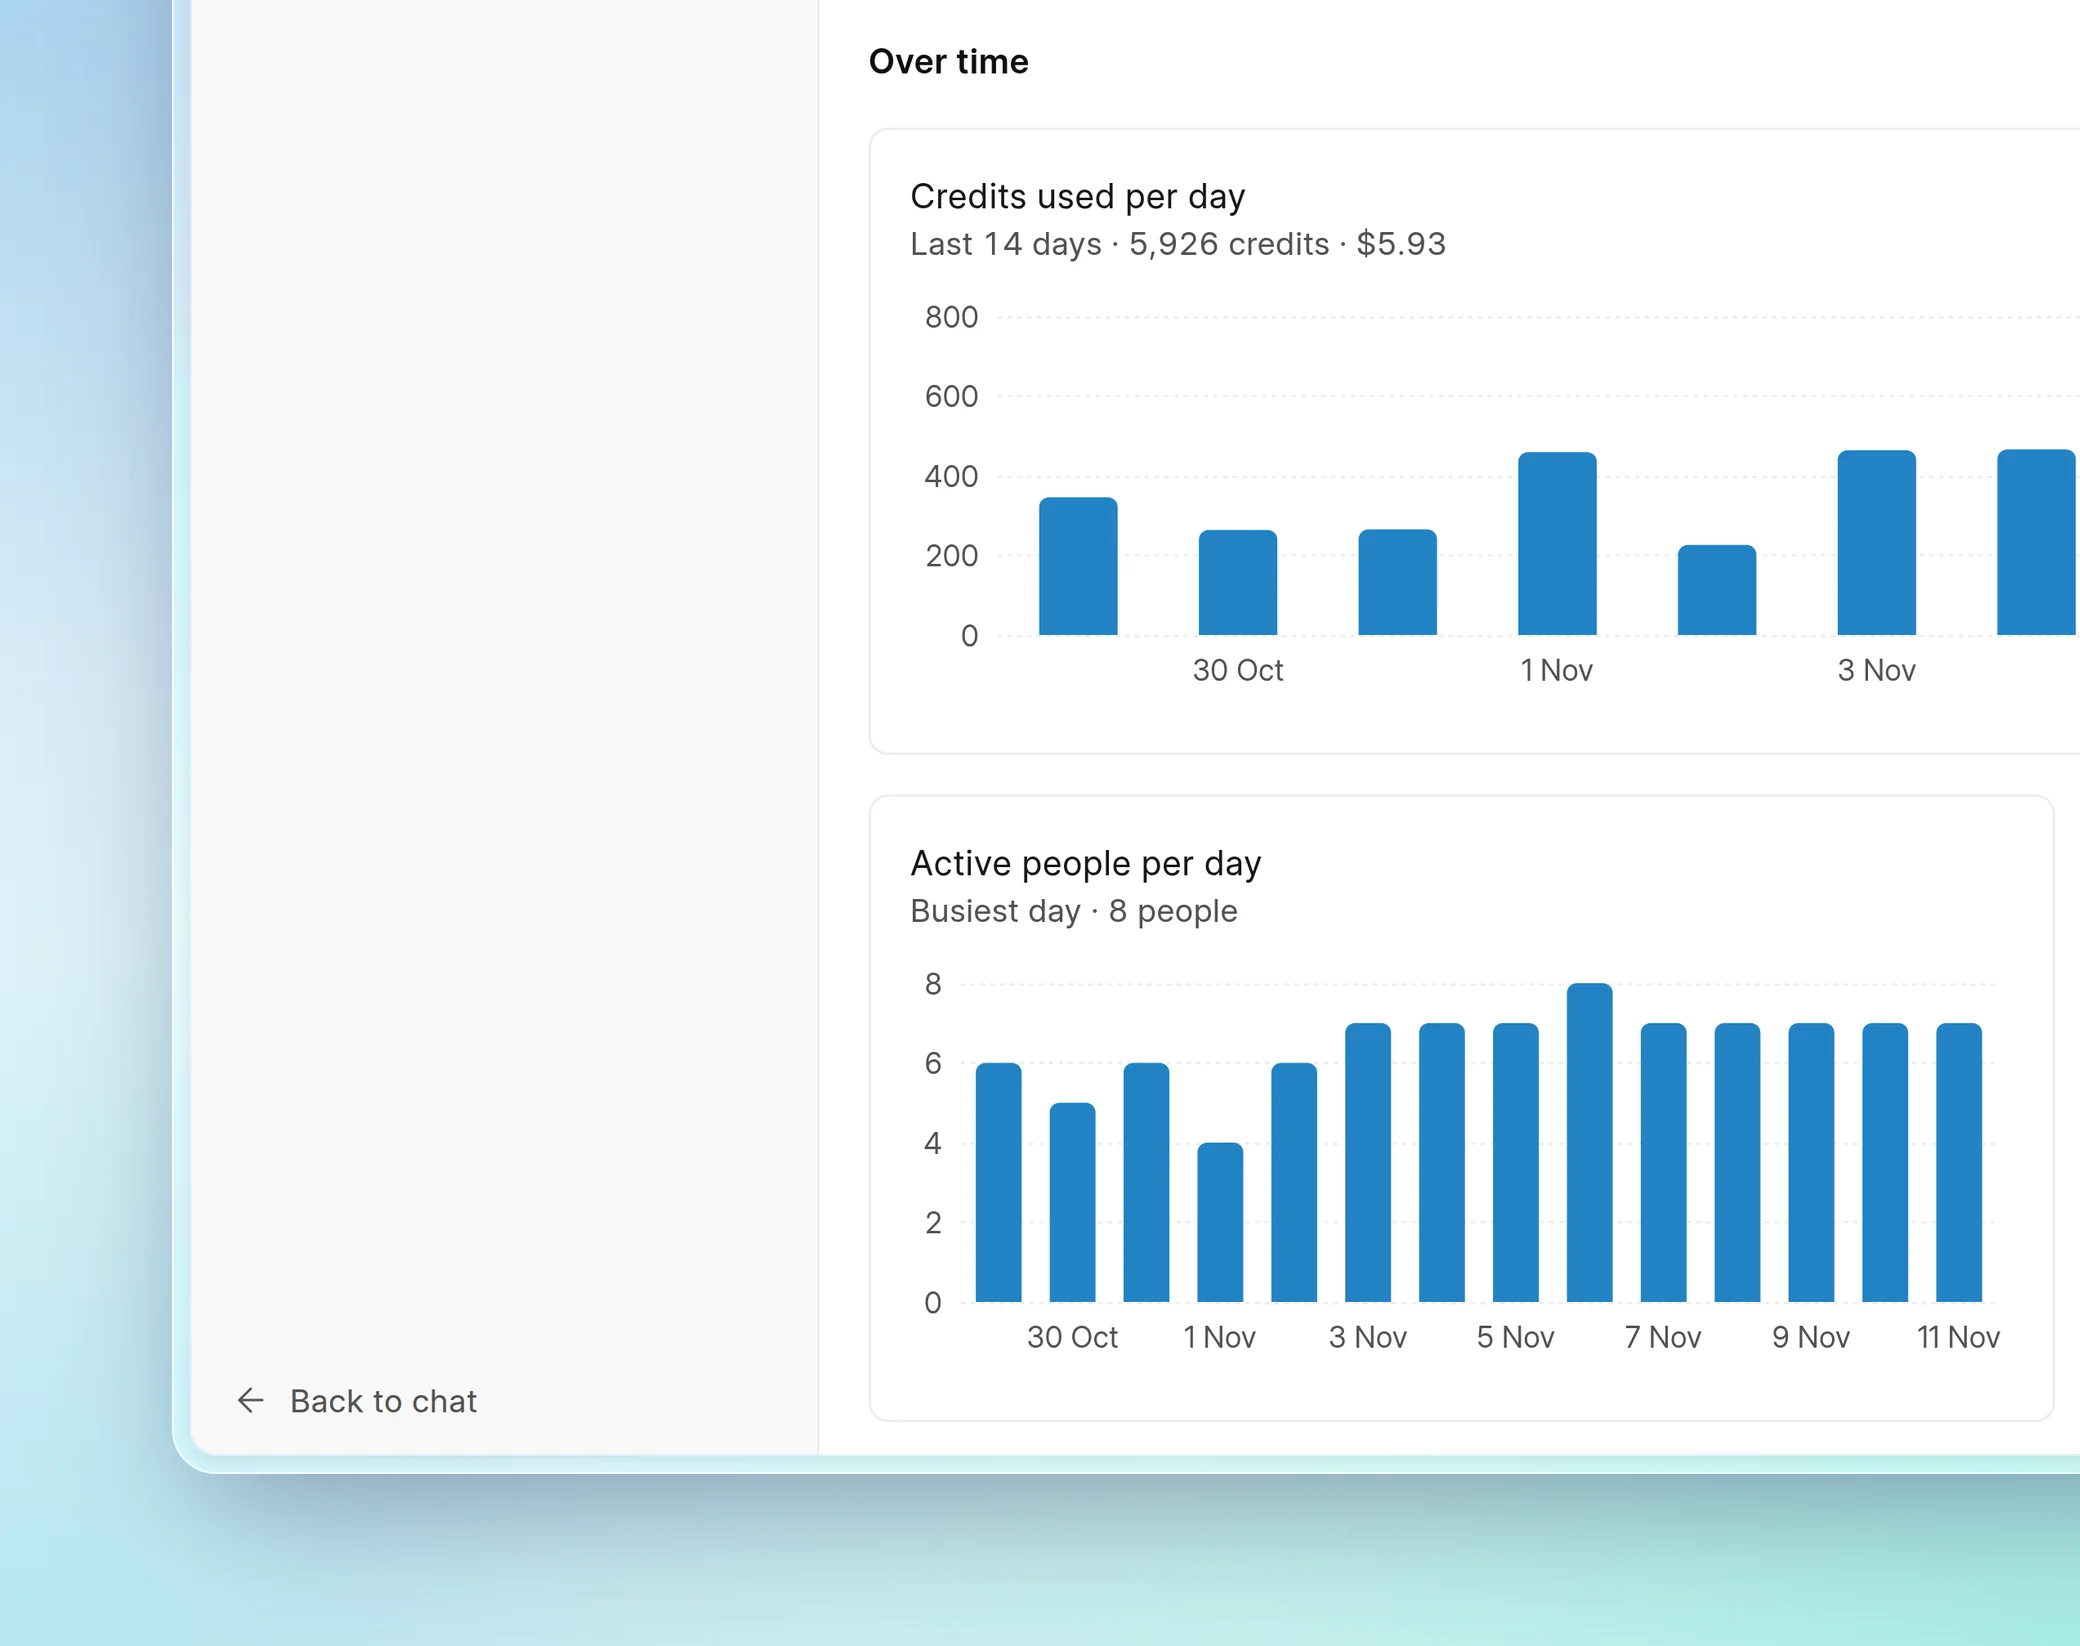 Over time
Credits used per day
Last 14 days · 5,926 credits · $5.93
800
600
400
200
0
30 Oct
1 Nov
3 Nov
Active people per day
Busiest day · 8 people
8
6
4
2
0
30 Oct
1 Nov
3 Nov
5 Nov
7 Nov
9 Nov
11 Nov
Back to chat